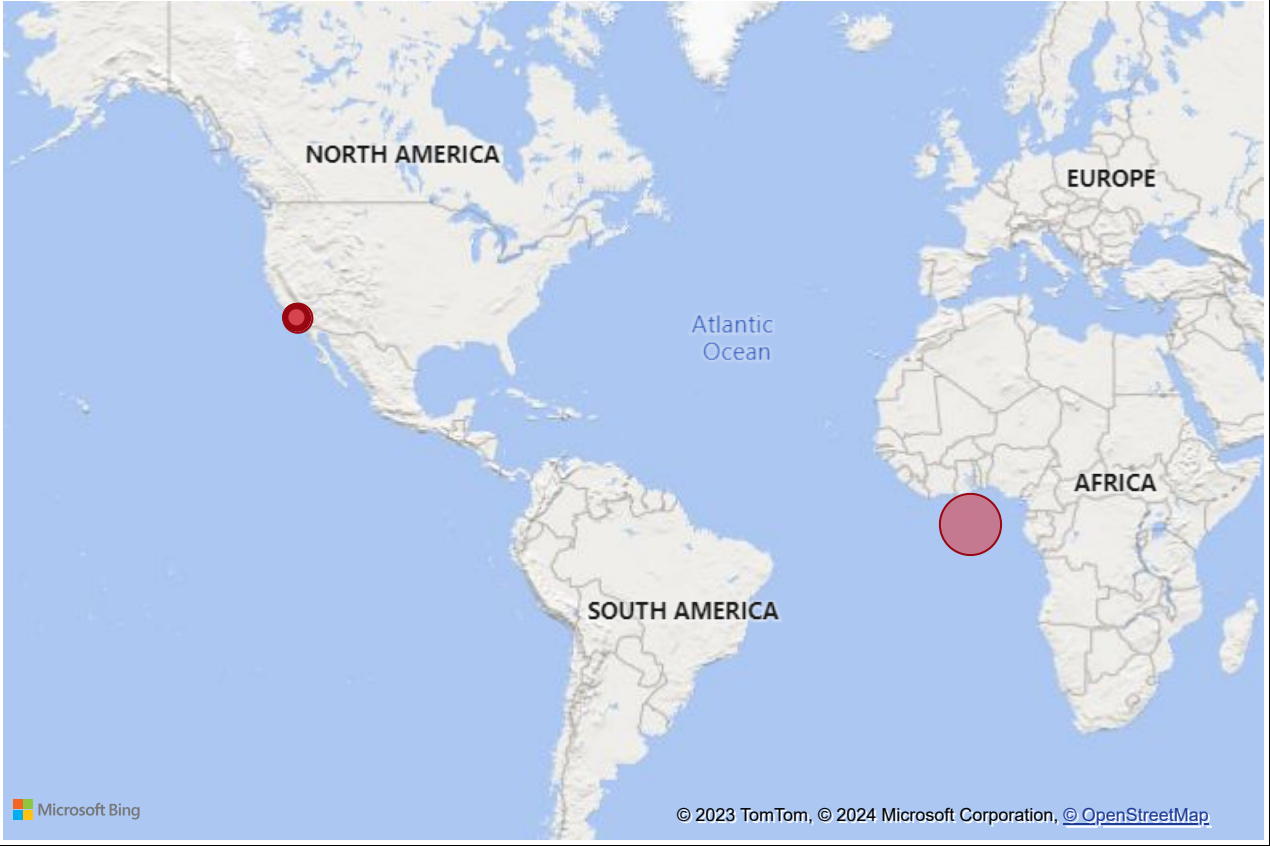 NORTH AMERICA
EUROPE
Atlantic
Ocean
AFRICA
SOUTH AMERICA
Microsoft Bing
© 2023 TomTom, © 2024 Microsoft Corporation, © OpenStreetMap